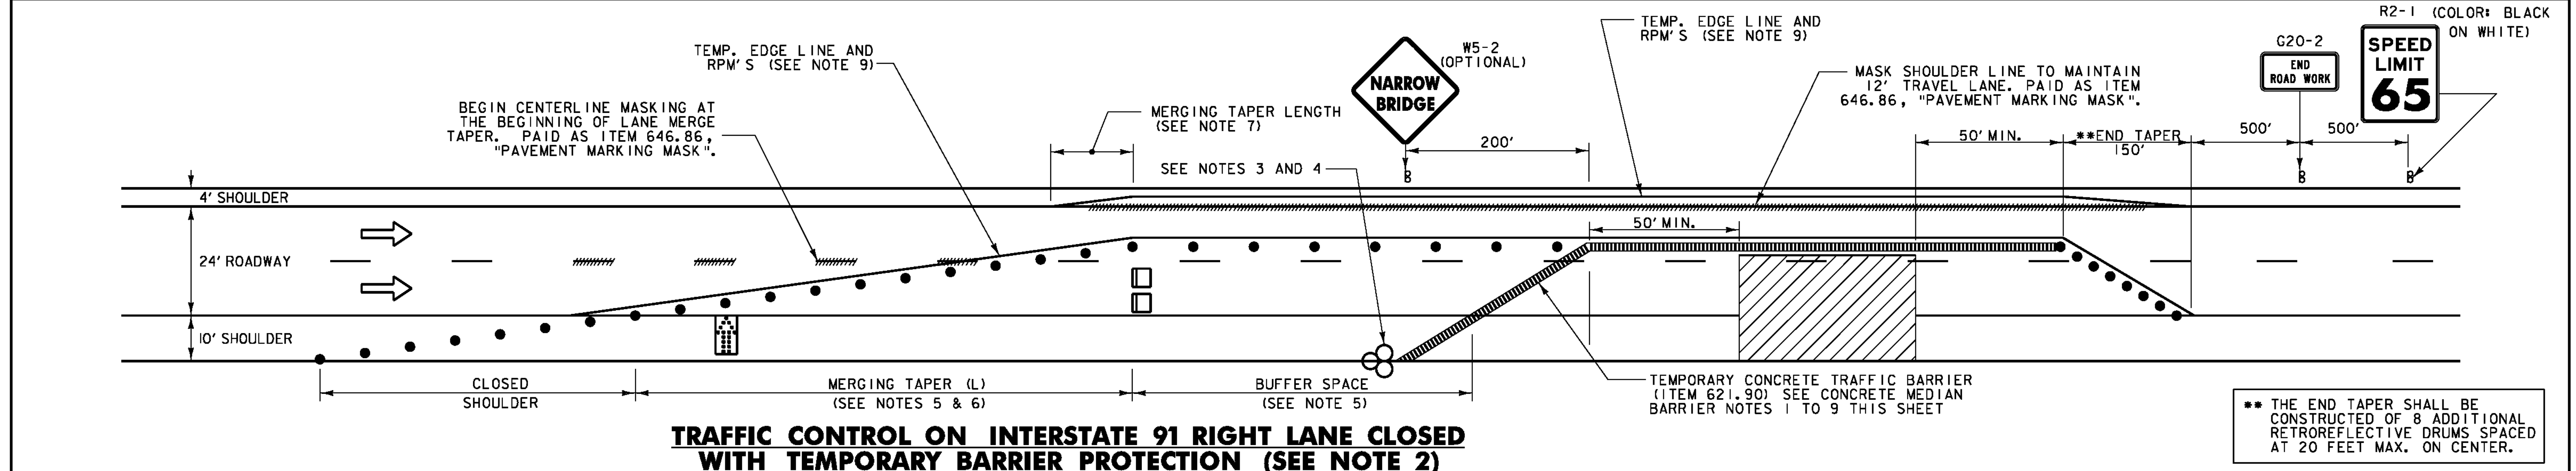 TEMP. EDGE LINE AND
RPM'S (SEE NOTE 9)
BEGIN CENTERLINE MASKING AT
THE BEGINNING OF LANE MERGE
TAPER. PAID AS ITEM 646.86,
"PAVEMENT MARKING MASK".
MERGING TAPER LENGTH
(SEE NOTE 7)
SEE NOTES 3 AND 4
NARROW
BRIDGE
W5-2
(OPTIONAL)
200'
TEMP. EDGE LINE AND
RPM'S (SEE NOTE 9)
MASK SHOULDER LINE TO MAINTAIN
12' TRAVEL LANE. PAID AS ITEM
646.86, "PAVEMENT MARKING MASK".
50' MIN.
**END TAPER
150'
G20-2
END
ROAD WORK
R2-1 (COLOR: BLACK
ON WHITE)
SPEED
LIMIT
65
500'
500'
4' SHOULDER
24' ROADWAY
10' SHOULDER
50' MIN.
CLOSED
SHOULDER
MERGING TAPER (L)
(SEE NOTES 5 & 6)
BUFFER SPACE
(SEE NOTE 5)
TEMPORARY CONCRETE TRAFFIC BARRIER
(ITEM 621.90) SEE CONCRETE MEDIAN
BARRIER NOTES 1 TO 9 THIS SHEET
** THE END TAPER SHALL BE
CONSTRUCTED OF 8 ADDITIONAL
RETROREFLECTIVE DRUMS SPACED
AT 20 FEET MAX. ON CENTER.
TRAFFIC CONTROL ON INTERSTATE 91 RIGHT LANE CLOSED
WITH TEMPORARY BARRIER PROTECTION (SEE NOTE 2)